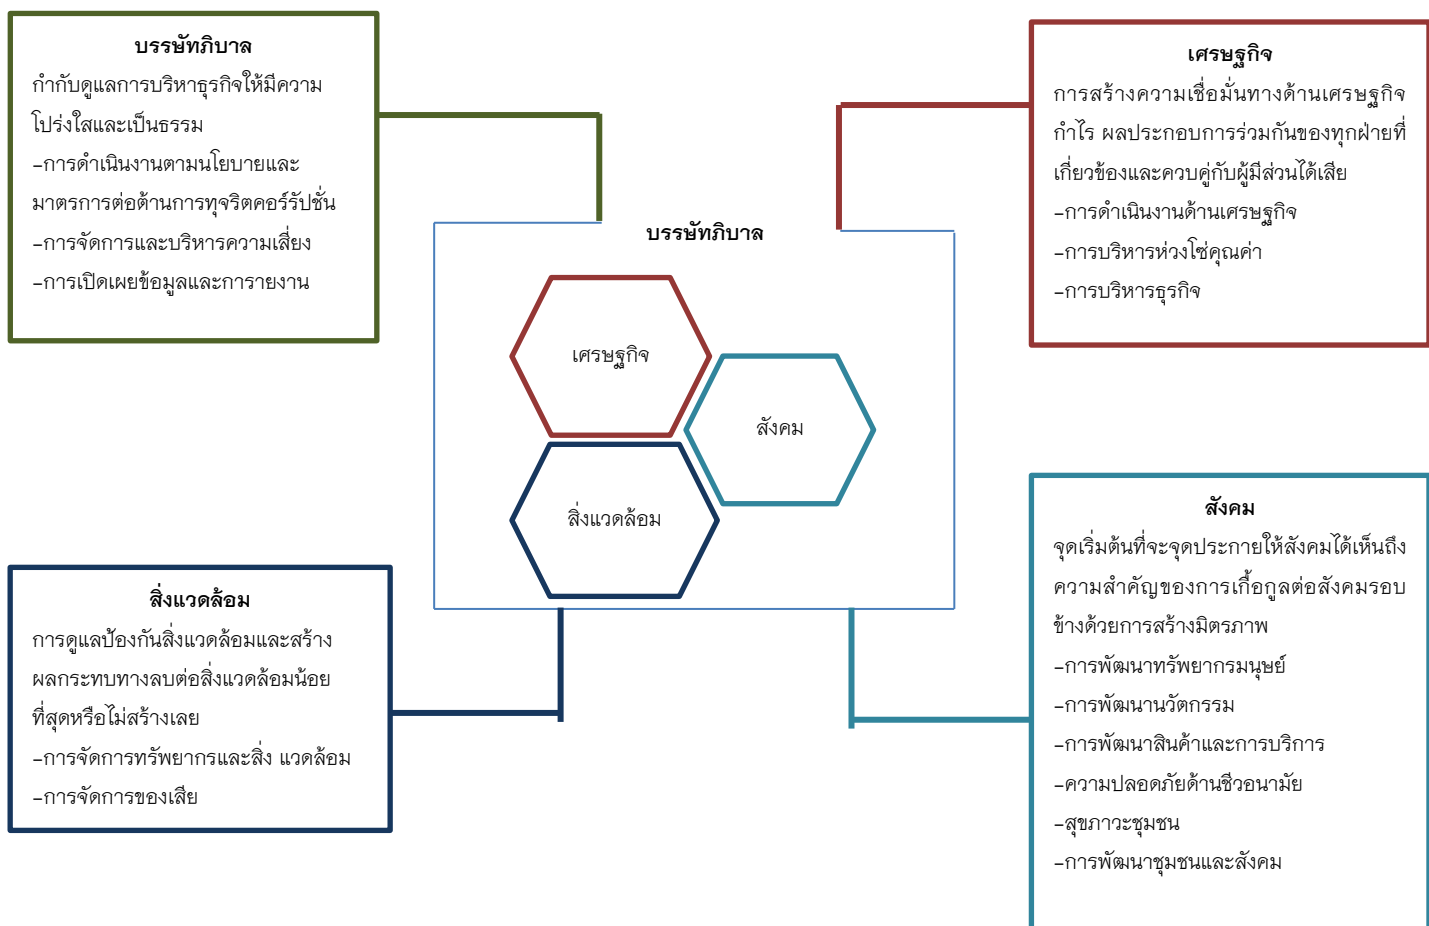 บรรษัทภิบาล
กำกับดูแลการบริหาธุรกิจให้มีความ
โปร่งใสและเป็นธรรม
-การดำเนินงานตามนโยบายและ
มาตรการต่อต้านการทุจริตคอร์รัปชั่น
-การจัดการและบริหารความเสี่ยง
-การเปิดเผยข้อมูลและการายงาน
เศรษฐกิจ
การสร้างความเชื่อมั่นทางด้านเศรษฐกิจ
กำไร ผลประกอบการร่วมกันของทุกฝ่ายที่
เกี่ยวข้องและควบคู่กับผู้มีส่วนได้เสีย
-การดำเนินงานด้านเศรษฐกิจ
-การบริหารห่วงโซ่คุณค่า
-การบริหารธุรกิจ
บรรษัทภิบาล
เศรษฐกิจ
สังคม
สิ่งแวดล้อม
สิ่งแวดล้อม
การดูแลป้องกันสิ่งแวดล้อมและสร้าง
ผลกระทบทางลบต่อสิ่งแวดล้อมน้อย
ที่สุดหรือไม่สร้างเลย
-การจัดการทรัพยากรและสิ่ง แวดล้อม
-การจัดการของเสีย
สังคม
จุดเริ่มต้นที่จะจุดประกายให้สังคมได้เห็นถึง
ความสำคัญของการเกื้อกูลต่อสังคมรอบ
ข้างด้วยการสร้างมิตรภาพ
-การพัฒนาทรัพยากรมนุษย์
-การพัฒนานวัตกรรม
-การพัฒนาสินค้าและการบริการ
-ความปลอดภัยด้านชีวอนามัย
-สุขภาวะชุมชน
-การพัฒนาชุมชนและสังคม